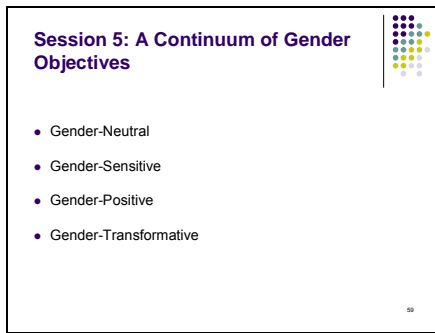 Session 5: A Continuum of Gender
Objectives
● Gender-Neutral
● Gender-Sensitive
● Gender-Positive
● Gender-Transformative
59